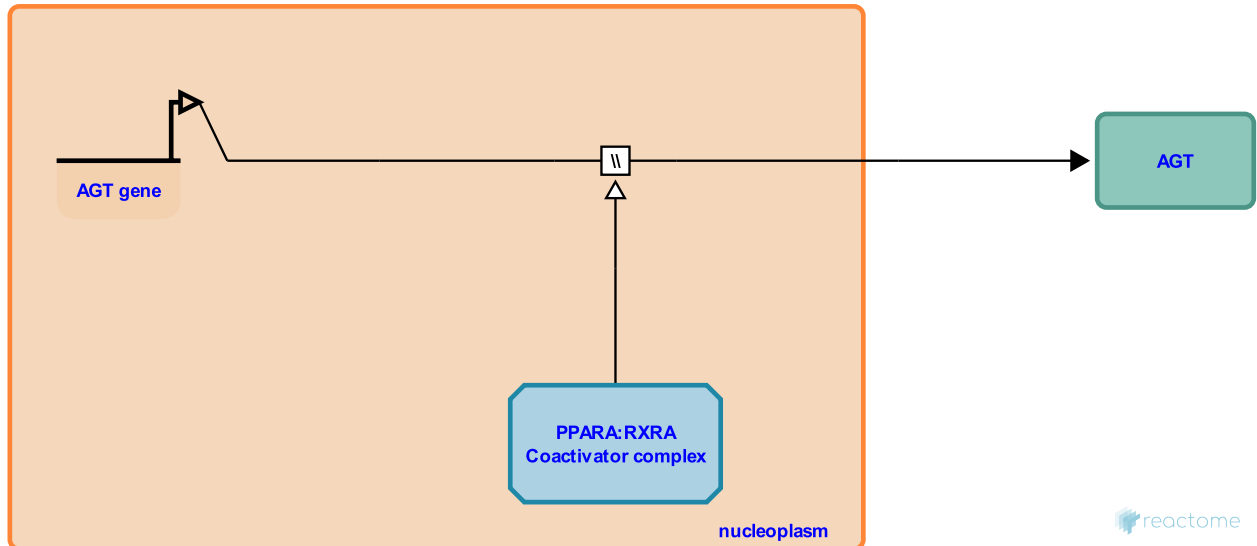 AGT gene
\\
AGT
PPARA:RXRA
Coactivator complex
nucleoplasm
reactome